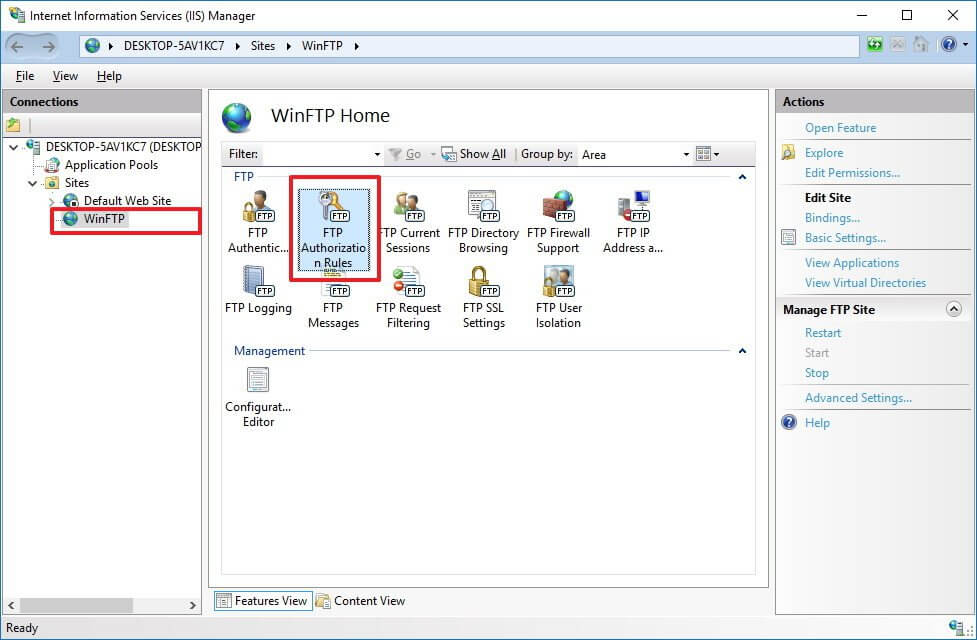 Internet Information Services (IIS) Manager
DESKTOP-5AV1KC7 Sites WinFTP
File View Help
Connections
DESKTOP-5AV1KC7 (DESKTOP
Application Pools
Sites
Default Web Site
WinFTP
WinFTP Home
Filter: Go Show All Group by: Area
FTP
FTP Authentic...
FTP Authorizatio
n Rules
FTP Current
Sessions
FTP Directory
Browsing
FTP Firewall
Support
FTP IP
Address a...
FTP Logging
FTP
Messages
FTP Request
Filtering
FTP SSL
Settings
FTP User
Isolation
Management
Configurat...
Editor
Features View Content View
Actions
Open Feature
Explore
Edit Permissions...
Edit Site
Bindings...
Basic Settings...
View Applications
View Virtual Directories
Manage FTP Site
Restart
Start
Stop
Advanced Settings...
Help
Ready